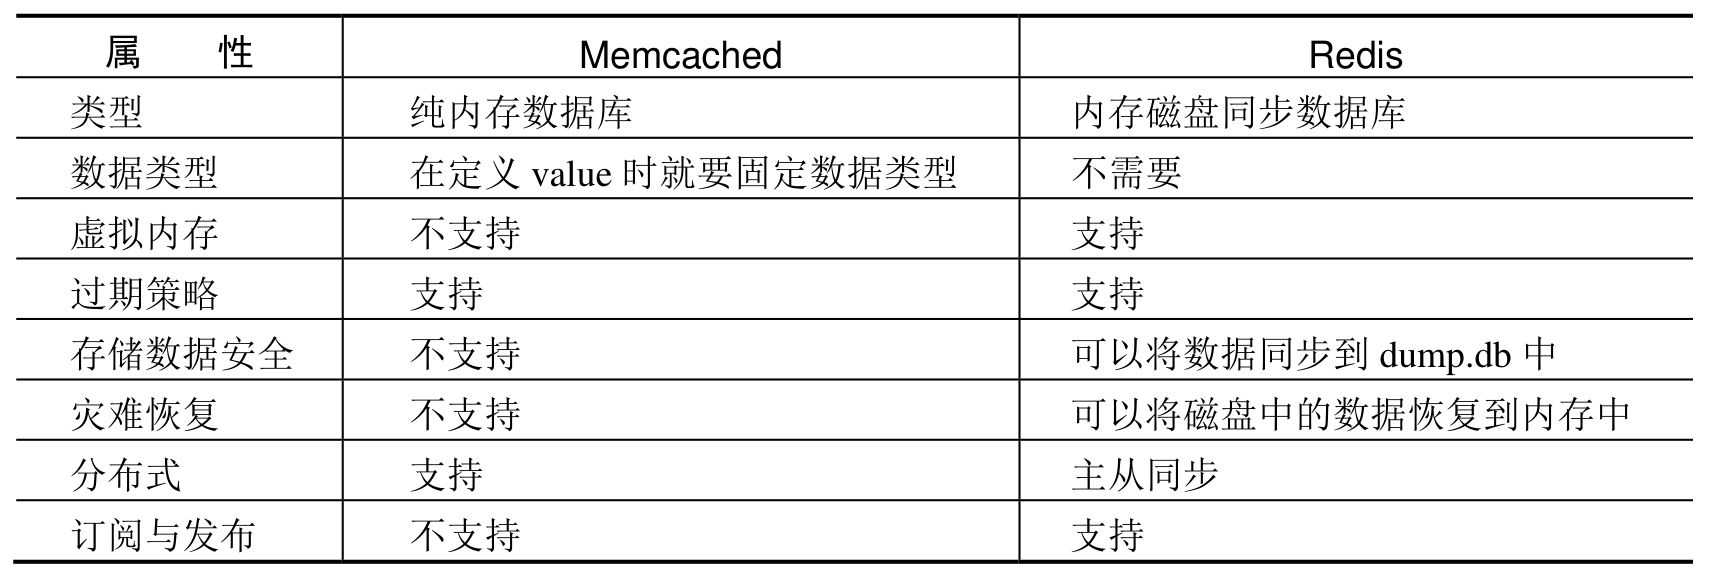 属 性 Memcached Redis
类型 纯内存数据库 内存磁盘同步数据库
数据类型 在定义 value 时就要固定数据类型 不需要
虚拟内存 不支持 支持
过期策略 支持 支持
存储数据安全 不支持 可以将数据同步到 dump.db 中
灾难恢复 不支持 可以将磁盘中的数据恢复到内存中
分布式 支持 主从同步
订阅与发布 不支持 支持